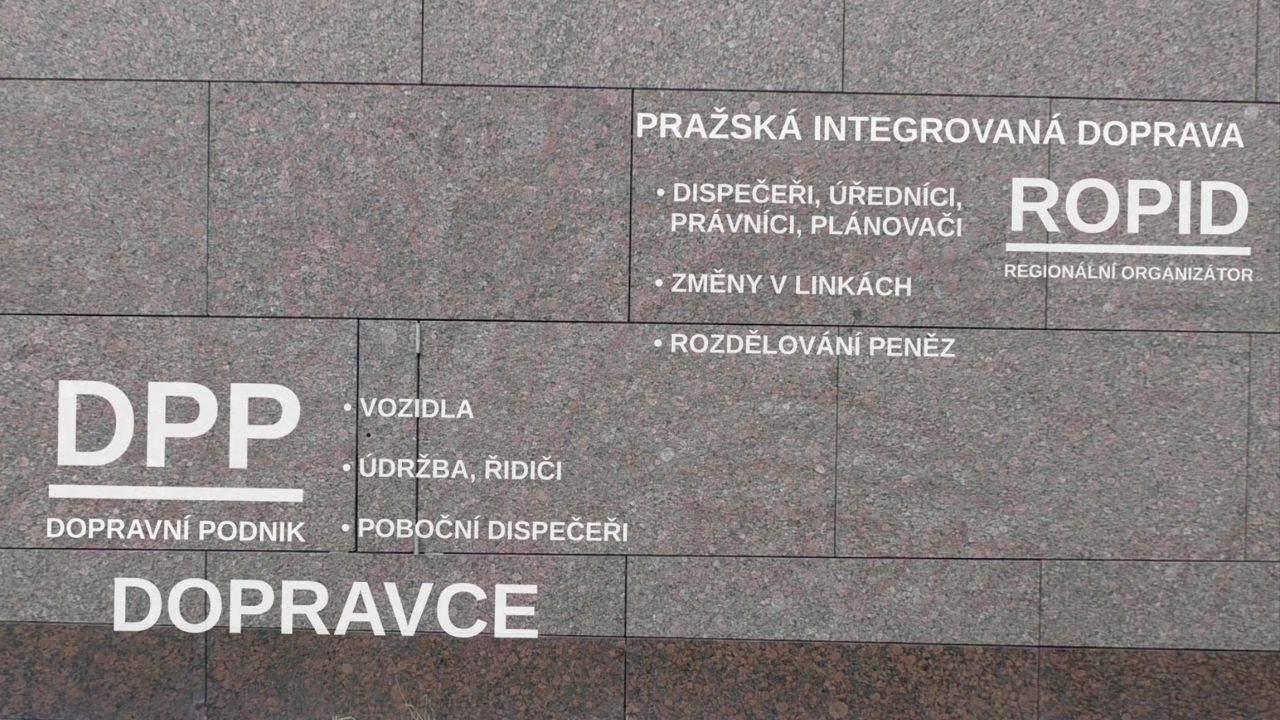 PRAŽSKÁ INTEGROVANÁ DOPRAVA
• DISPEČEŘI, ÚŘEDNÍCI,
PRÁVNÍCI, PLÁNOVAČI
• ZMĚNY V LINKÁCH
• ROZDĚLOVÁNÍ PENĚZ
ROPID
REGIONÁLNÍ ORGANIZÁTOR
DPP
DOPRAVNÍ PODNIK
• VOZIDLA
• ÚDRŽBA, ŘIDIČI
• POBOČNÍ DISPEČEŘI
DOPRAVCE